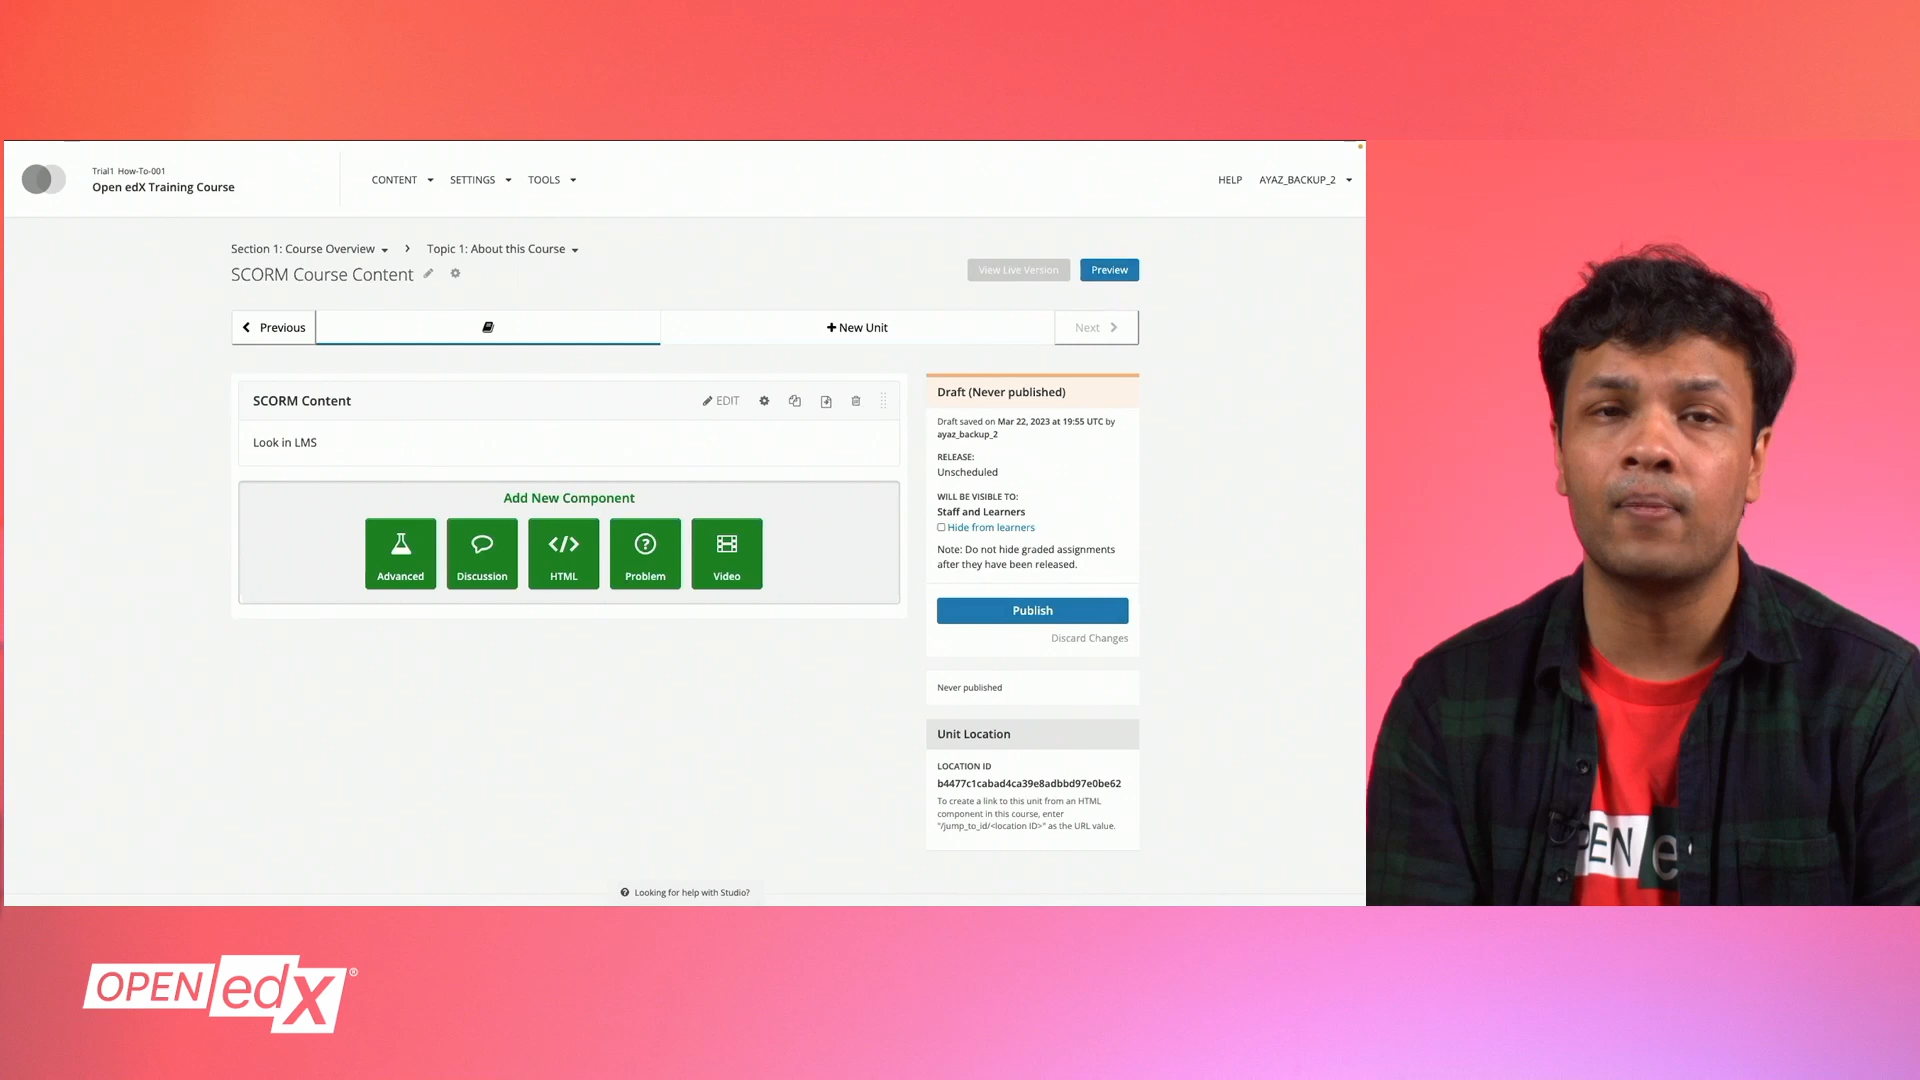 Trial1 How-To-001
Open edX Training Course
CONTENT
SETTINGS
TOOLS
HELP
AYAZ_BACKUP_2
Section 1: Course Overview
Topic 1: About this Course
SCORM Course Content
View Live Version
Preview
Previous
+ New Unit
Next
SCORM Content
EDIT
Look in LMS
Add New Component
Advanced
Discussion
HTML
Problem
Video
Draft (Never published)
Draft saved on Mar 22, 2023 at 19:55 UTC by
ayaz_backup_2
RELEASE:
Unscheduled
WILL BE VISIBLE TO:
Staff and Learners
Hide from learners
Note: Do not hide graded assignments
after they have been released.
Publish
Discard Changes
Never published
Unit Location
LOCATION ID
b4477c1cabad4ca39e8adbbd97e0be62
To create a link to this unit from an HTML
component in this course, enter
"/jump_to_id/<location ID>" as the URL value.
Looking for help with Studio?
PEN e
OPEN edX®